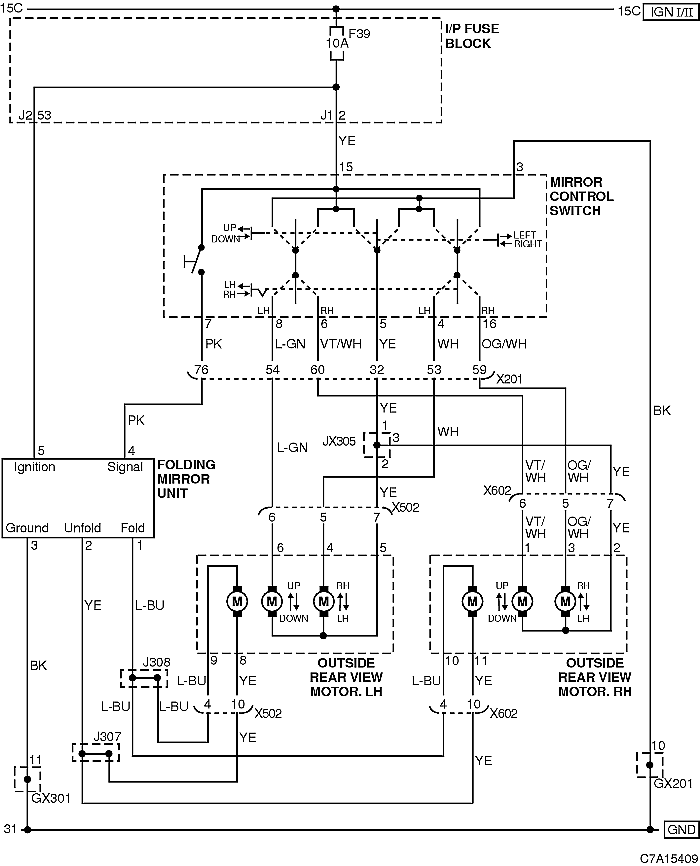 15C
15C IGN I/II
F39
10A
I/P FUSE
BLOCK
J2 53
J1 2
YE
15
3
MIRROR
CONTROL
SWITCH
UP
DOWN
LEFT
RIGHT
LH
RH
LH
RH
LH
RH
7
8
6
5
4
16
PK
L-GN
VT/WH
YE
WH
OG/WH
76
54
60
32
53
59
X201
PK
YE
1
JX305
3
2
WH
BK
L-GN
5
4
Ignition
Signal
FOLDING
MIRROR
UNIT
Ground
Unfold
Fold
3
2
1
VT/
WH
OG/
WH
YE
X602
6
5
7
YE
X502
6
5
7
VT/
WH
OG/
WH
YE
6
4
5
1
3
2
M
M
UP
DOWN
M
RH
LH
M
UP
DOWN
M
RH
LH
M
YE
L-BU
9
8
OUTSIDE
REAR VIEW
MOTOR. LH
10
11
OUTSIDE
REAR VIEW
MOTOR. RH
BK
J308
L-BU
YE
L-BU
YE
L-BU
L-BU
4
10
X502
4
10
X602
J307
YE
YE
11
GX301
10
GX201
31
GND
C7A15409